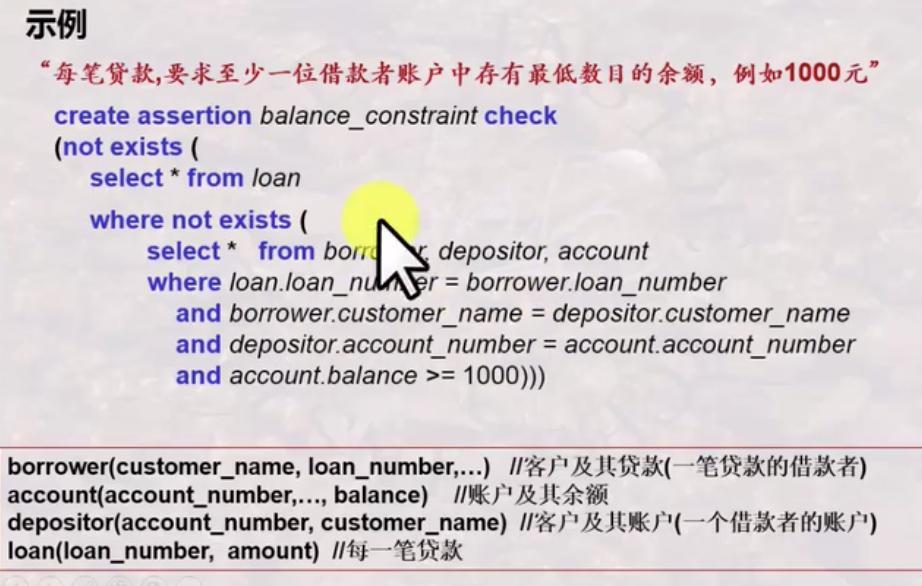 示例
“每笔贷款,要求至少一位借款者账户中存有最低数目的余额，例如1000元”
create assertion balance_constraint check
(not exists (
select * from loan
where not exists (
select * from borrower, depositor, account
where loan.loan_number = borrower.loan_number
and borrower.customer_name = depositor.customer_name
and depositor.account_number = account.account_number
and account.balance >= 1000)))
borrower(customer_name, loan_number,…) //客户及其贷款(一笔贷款的借款者)
account(account_number,…, balance) //账户及其余额
depositor(account_number, customer_name) //客户及其账户(一个借款者的账户)
loan(loan_number, amount) //每一笔贷款